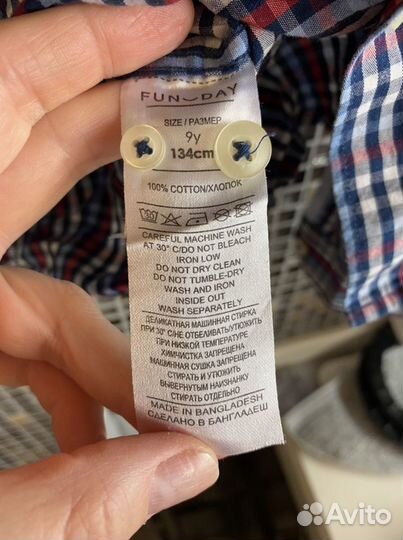 FUN DAY
SIZE / РАЗМЕР
9y
134cm
100% COTTON/ХЛОПОК
CAREFUL MACHINE WASH
AT 30° C/DO NOT BLEACH
IRON LOW
DO NOT DRY CLEAN
DO NOT TUMBLE-DRY
WASH AND IRON
INSIDE OUT
WASH SEPARATELY
ДЕЛИКАТНАЯ МАШИННАЯ СТИРКА
ПРИ 30° С/НЕ ОТБЕЛИВАТЬ/УТЮЖИТЬ
ПРИ НИЗКОЙ ТЕМПЕРАТУРЕ
ХИМЧИСТКА ЗАПРЕЩЕНА
МАШИННАЯ СУШКА ЗАПРЕЩЕНА
СТИРАТЬ И УТЮЖИТЬ
ВЫВЕРНУТЫМ НАИЗНАНКУ
СТИРАТЬ ОТДЕЛЬНО
MADE IN BANGLADESH
СДЕЛАНО В БАНГЛАДЕШ
Avito